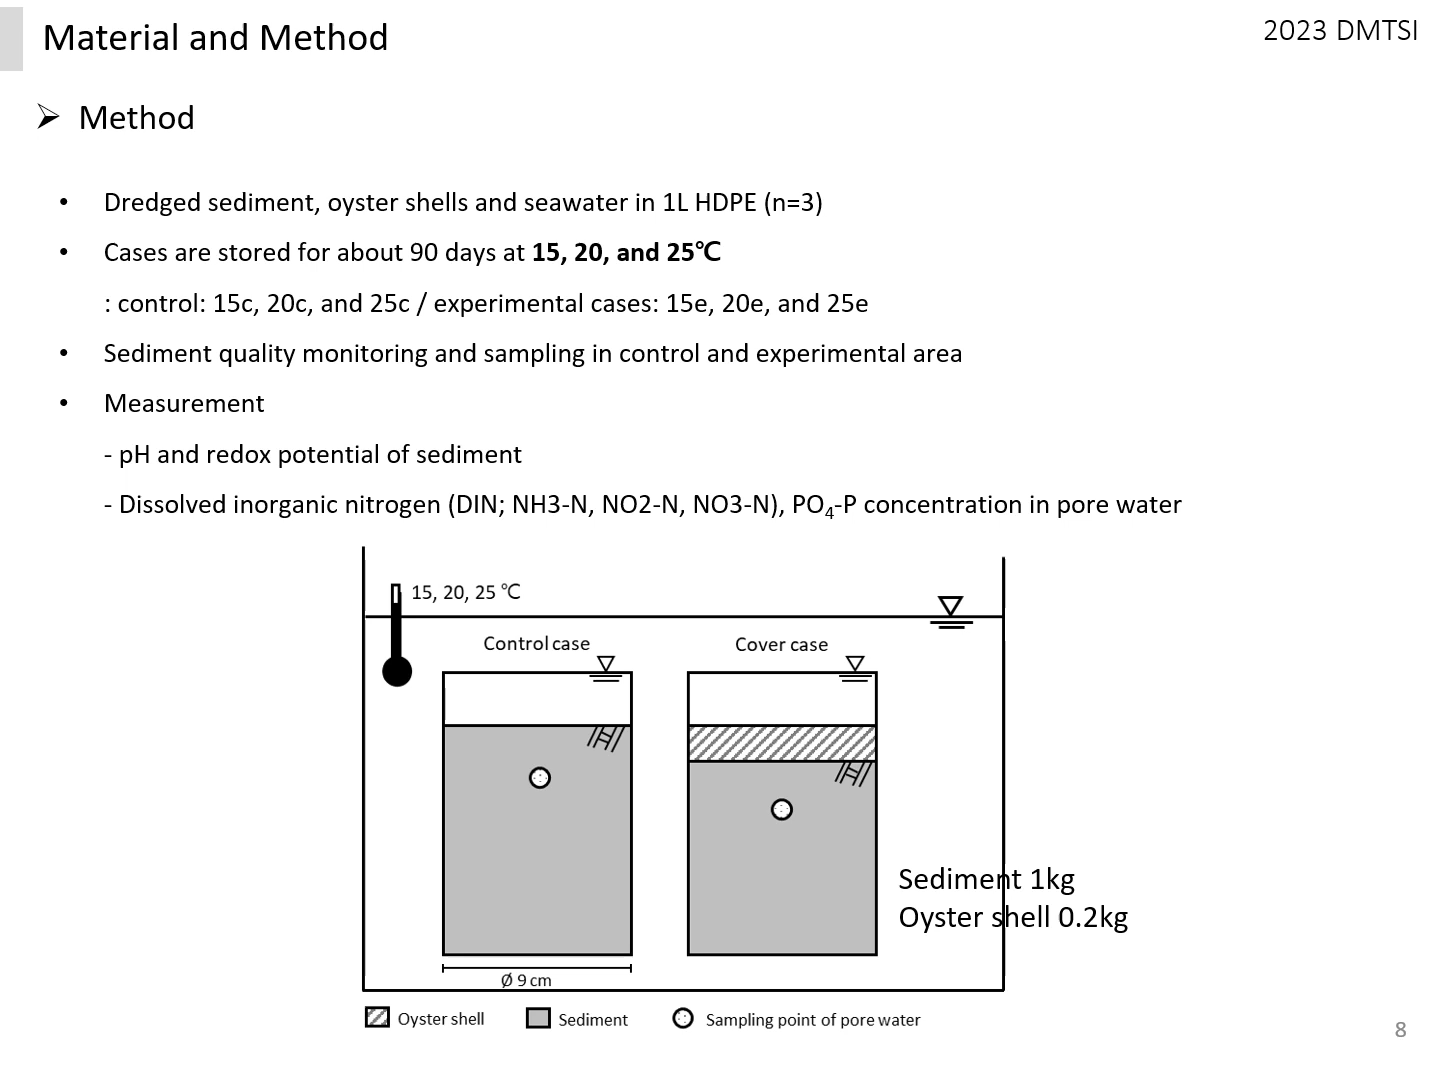 Material and Method
2023 DMTSI
➢ Method
• Dredged sediment, oyster shells and seawater in 1L HDPE (n=3)
• Cases are stored for about 90 days at 15, 20, and 25℃
: control: 15c, 20c, and 25c / experimental cases: 15e, 20e, and 25e
• Sediment quality monitoring and sampling in control and experimental area
• Measurement
- pH and redox potential of sediment
- Dissolved inorganic nitrogen (DIN; NH3-N, NO2-N, NO3-N), PO₄-P concentration in pore water
15, 20, 25 ℃
Control case
Cover case
Sediment 1kg
Oyster shell 0.2kg
Ø 9 cm
Oyster shell
Sediment
Sampling point of pore water
8